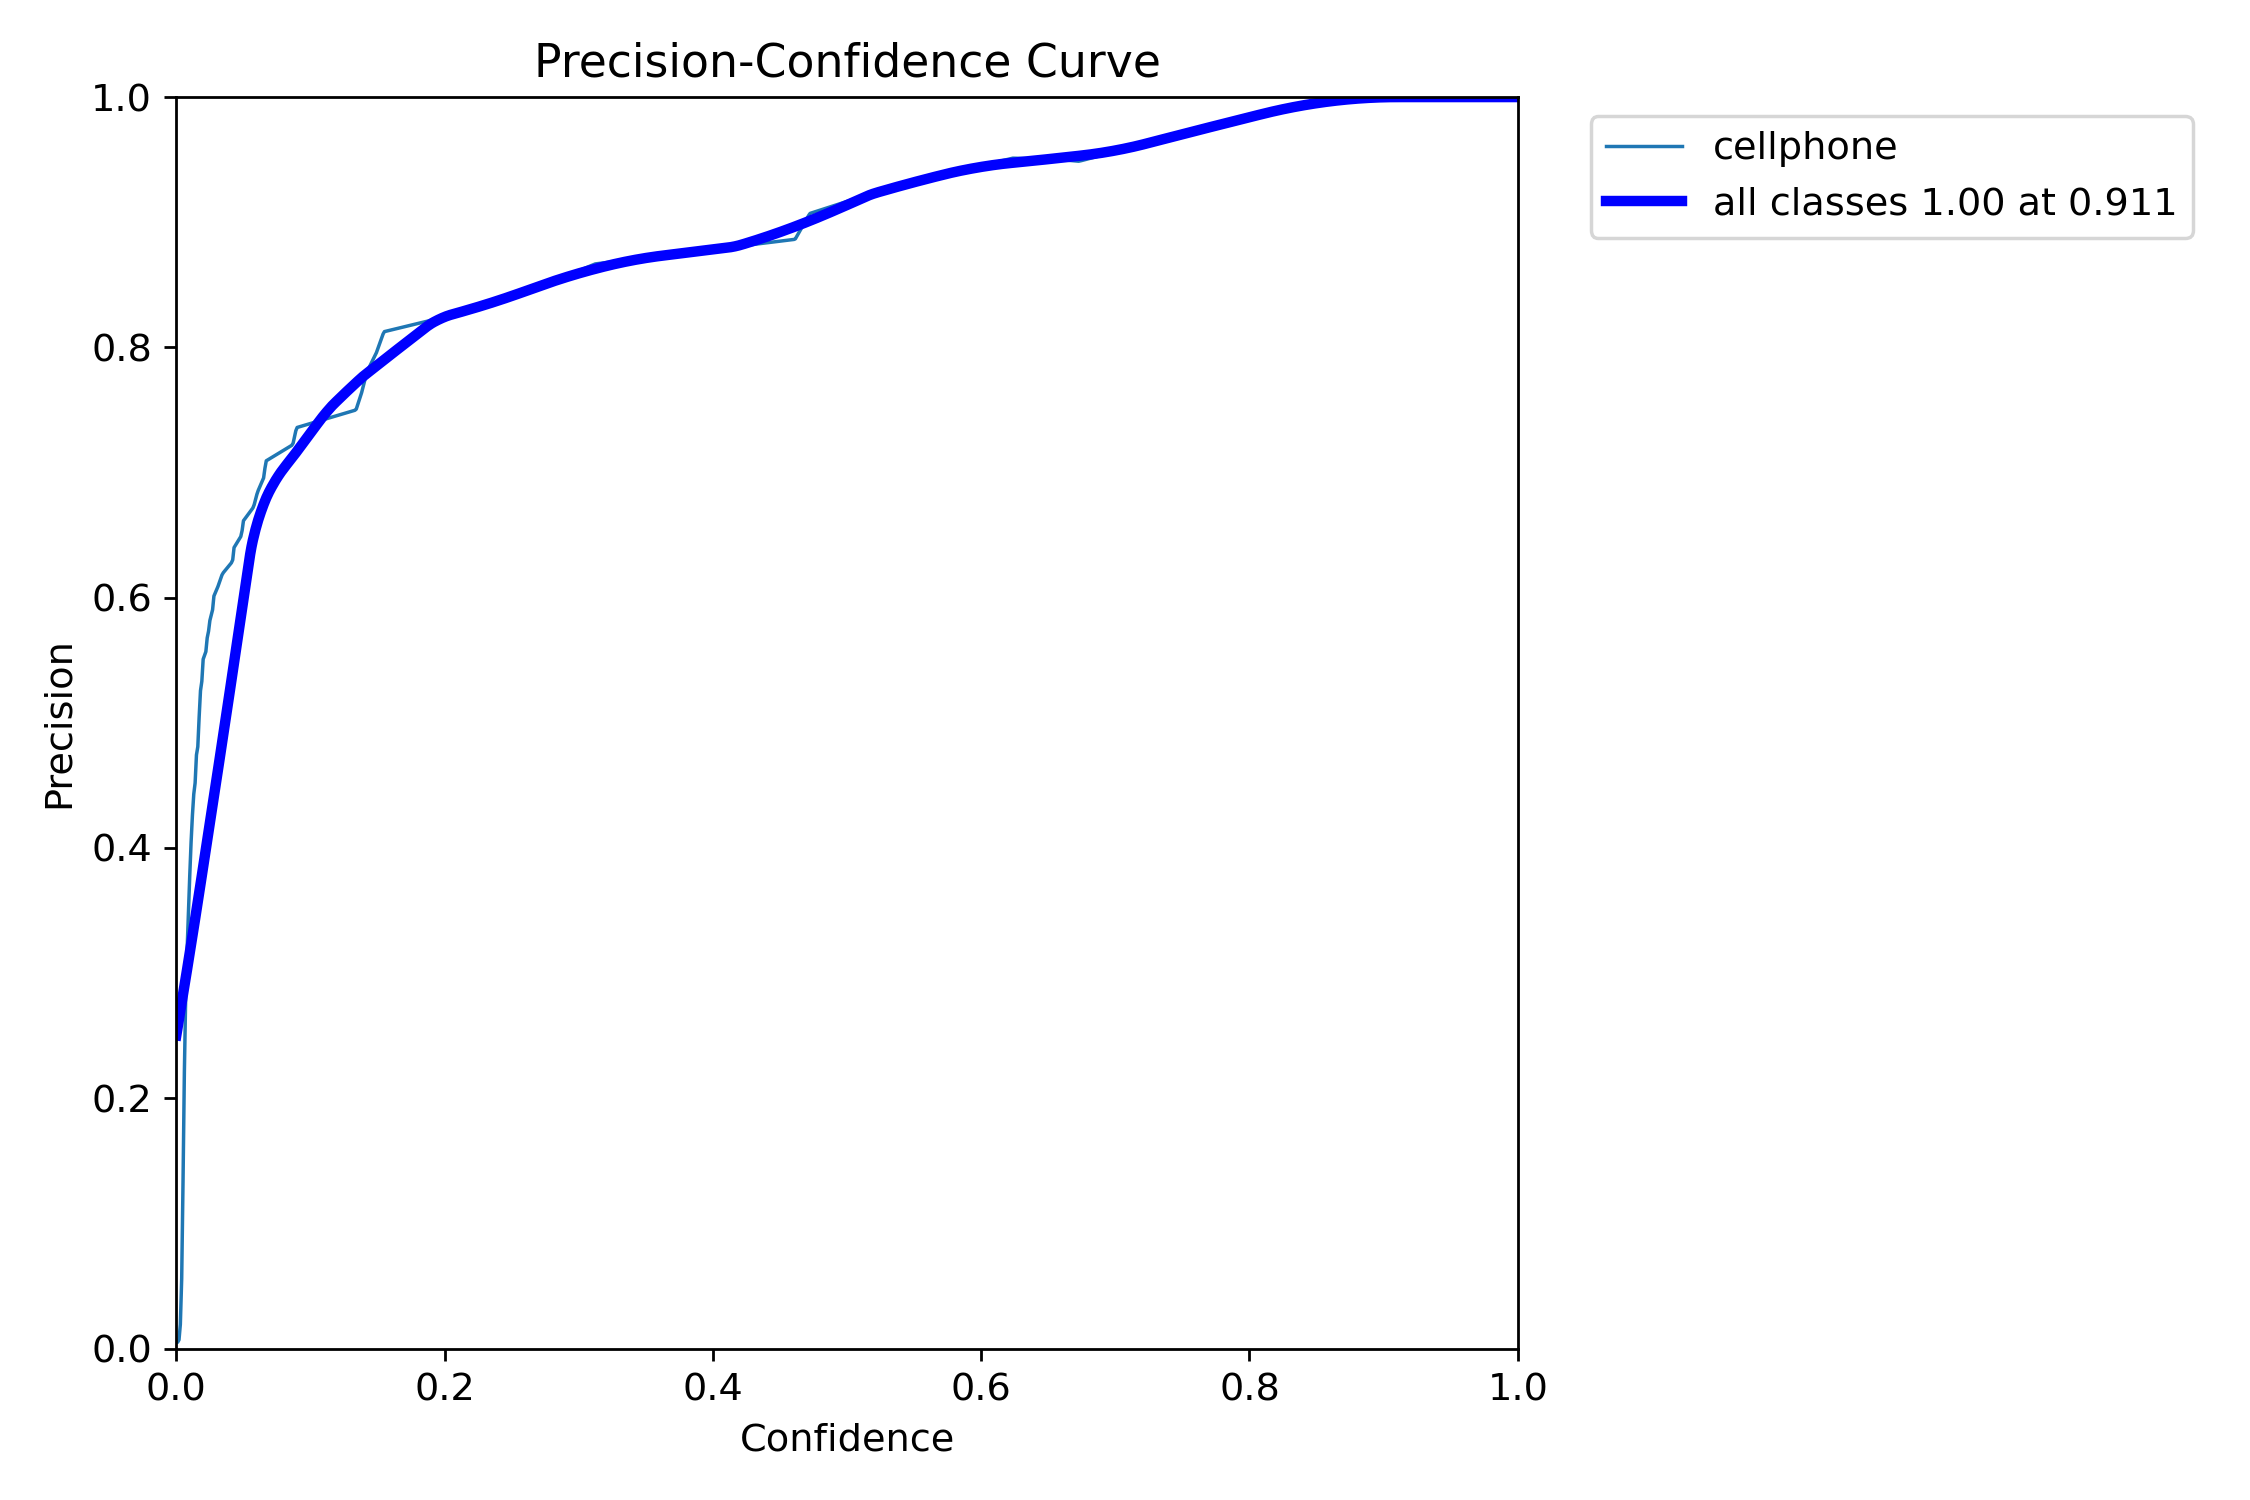 Precision-Confidence Curve
1.0
0.8
0.6
0.4
0.2
0.0
Precision
0.0 0.2 0.4 0.6 0.8 1.0
Confidence
cellphone
all classes 1.00 at 0.911